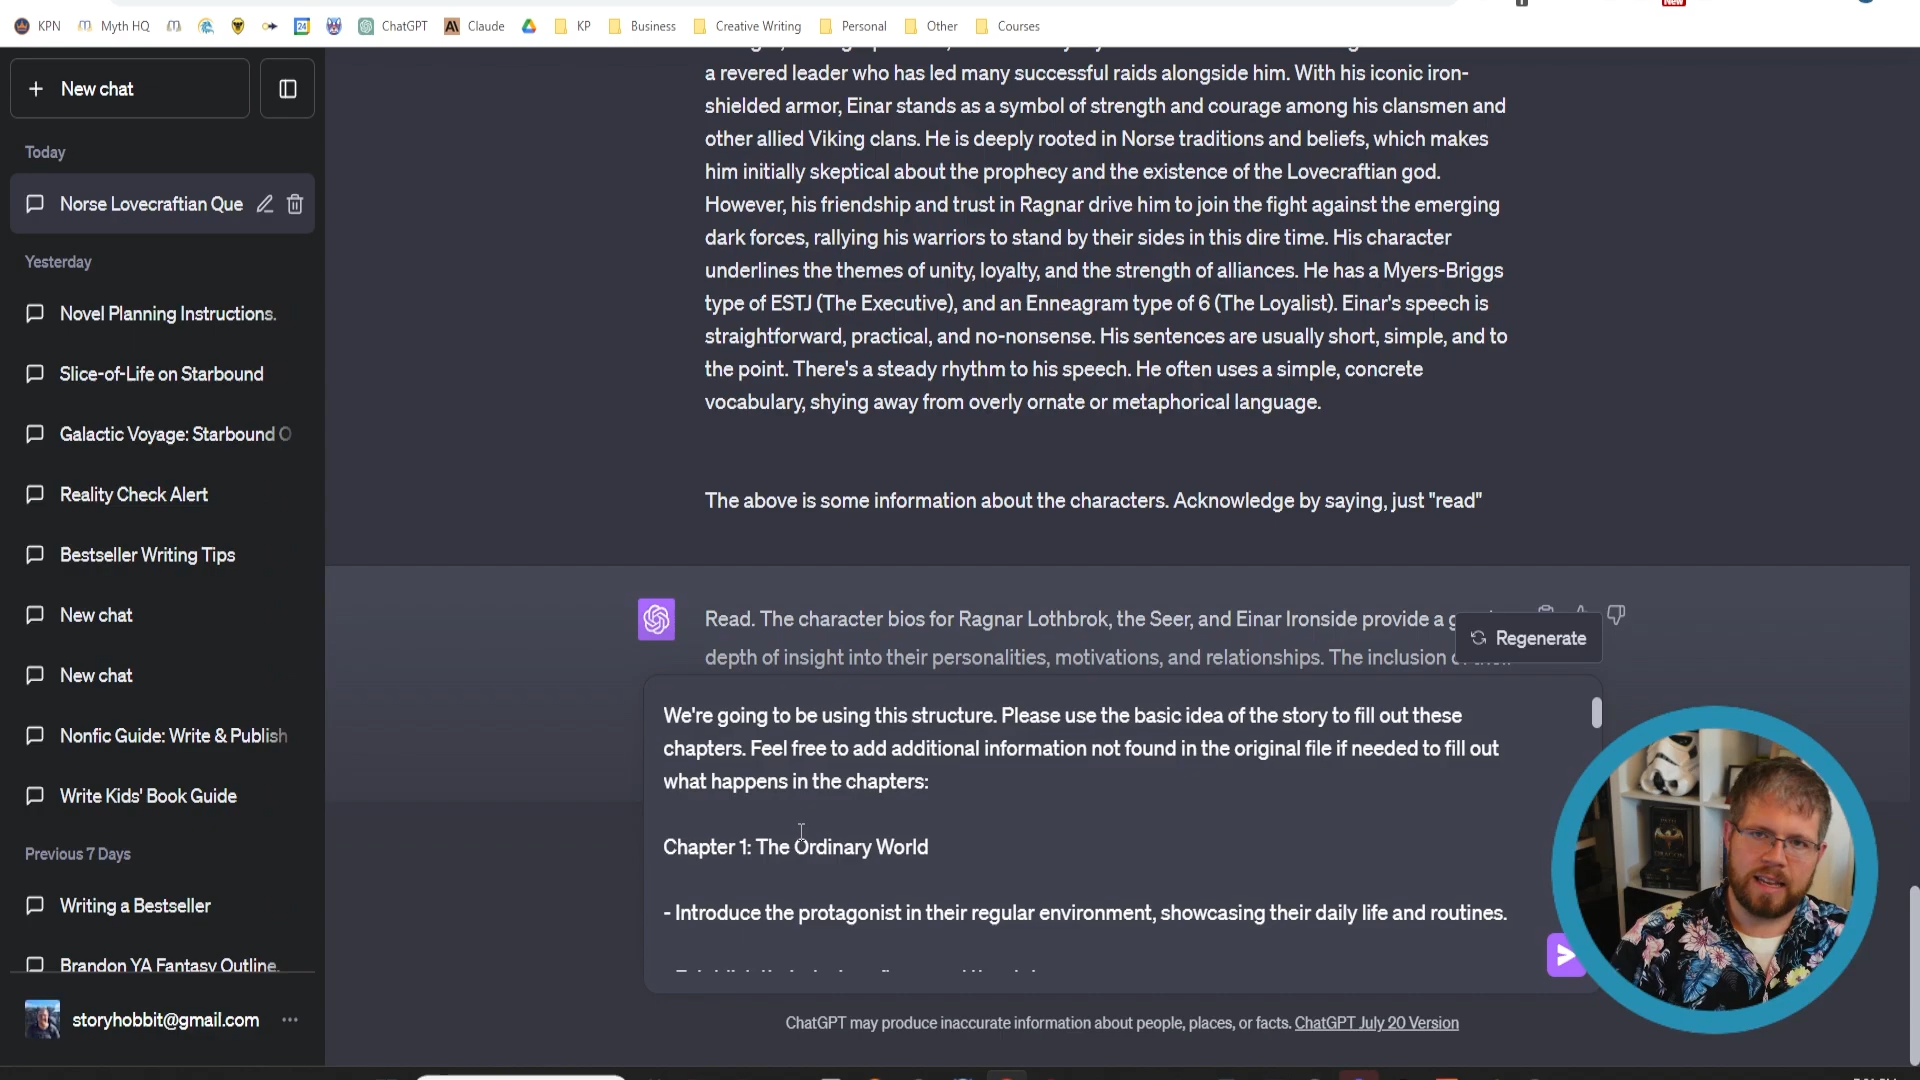 KPN
Myth HQ
24
ChatGPT
Claude
KP
Business
Creative Writing
Personal
Other
Courses
New
New chat
Today
Norse Lovecraftian Que
Yesterday
Novel Planning Instructions.
Slice-of-Life on Starbound
Galactic Voyage: Starbound O
Reality Check Alert
Bestseller Writing Tips
New chat
New chat
Nonfic Guide: Write & Publish
Write Kids' Book Guide
Previous 7 Days
Writing a Bestseller
Brandon YA Fantasy Outline.
storyhobbit@gmail.com
a revered leader who has led many successful raids alongside him. With his iconic iron-
shielded armor, Einar stands as a symbol of strength and courage among his clansmen and
other allied Viking clans. He is deeply rooted in Norse traditions and beliefs, which makes
him initially skeptical about the prophecy and the existence of the Lovecraftian god.
However, his friendship and trust in Ragnar drive him to join the fight against the emerging
dark forces, rallying his warriors to stand by their sides in this dire time. His character
underlines the themes of unity, loyalty, and the strength of alliances. He has a Myers-Briggs
type of ESTJ (The Executive), and an Enneagram type of 6 (The Loyalist). Einar's speech is
straightforward, practical, and no-nonsense. His sentences are usually short, simple, and to
the point. There's a steady rhythm to his speech. He often uses a simple, concrete
vocabulary, shying away from overly ornate or metaphorical language.
The above is some information about the characters. Acknowledge by saying, just "read"
Read. The character bios for Ragnar Lothbrok, the Seer, and Einar Ironside provide a
depth of insight into their personalities, motivations, and relationships. The inclusion
Regenerate
We're going to be using this structure. Please use the basic idea of the story to fill out these
chapters. Feel free to add additional information not found in the original file if needed to fill out
what happens in the chapters:
Chapter 1: The Ordinary World
- Introduce the protagonist in their regular environment, showcasing their daily life and routines.
ChatGPT may produce inaccurate information about people, places, or facts. ChatGPT July 20 Version
DRAGON